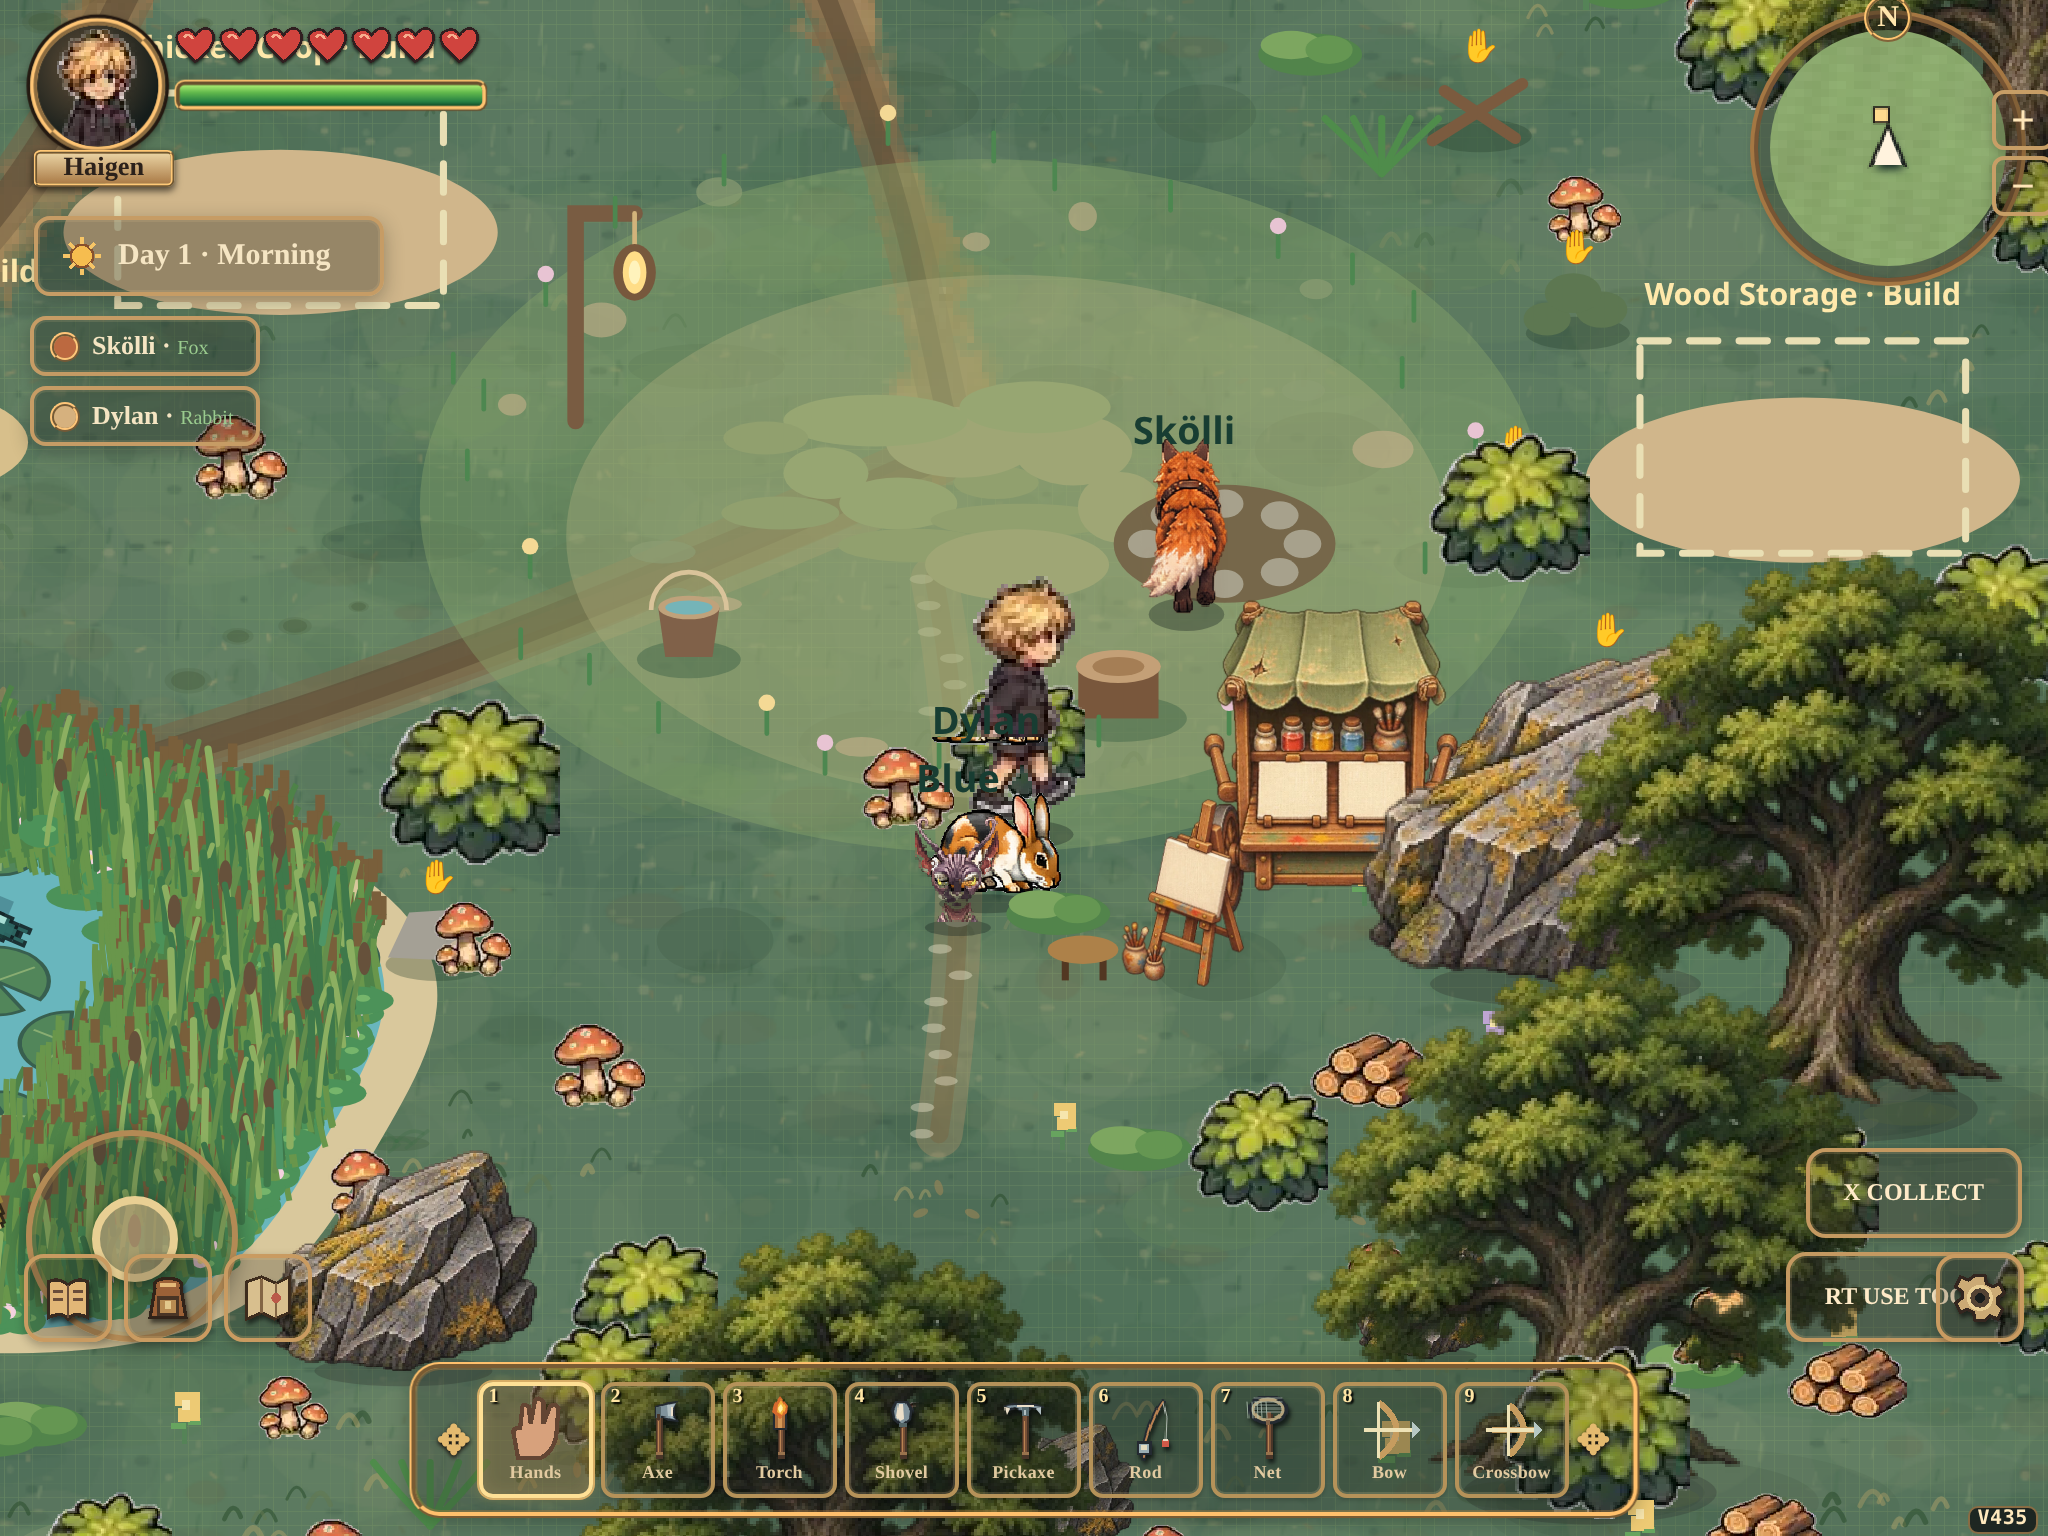 N
Haigen
Day 1 · Morning
Skölli · Fox
Dylan · Rabbit
Wood Storage · Build
Skölli
Dylan
Blue
X COLLECT
RT USE
1 2 3 4 5 6 7 8 9
Hands Axe Torch Shovel Pickaxe Rod Net Bow Crossbow
V435